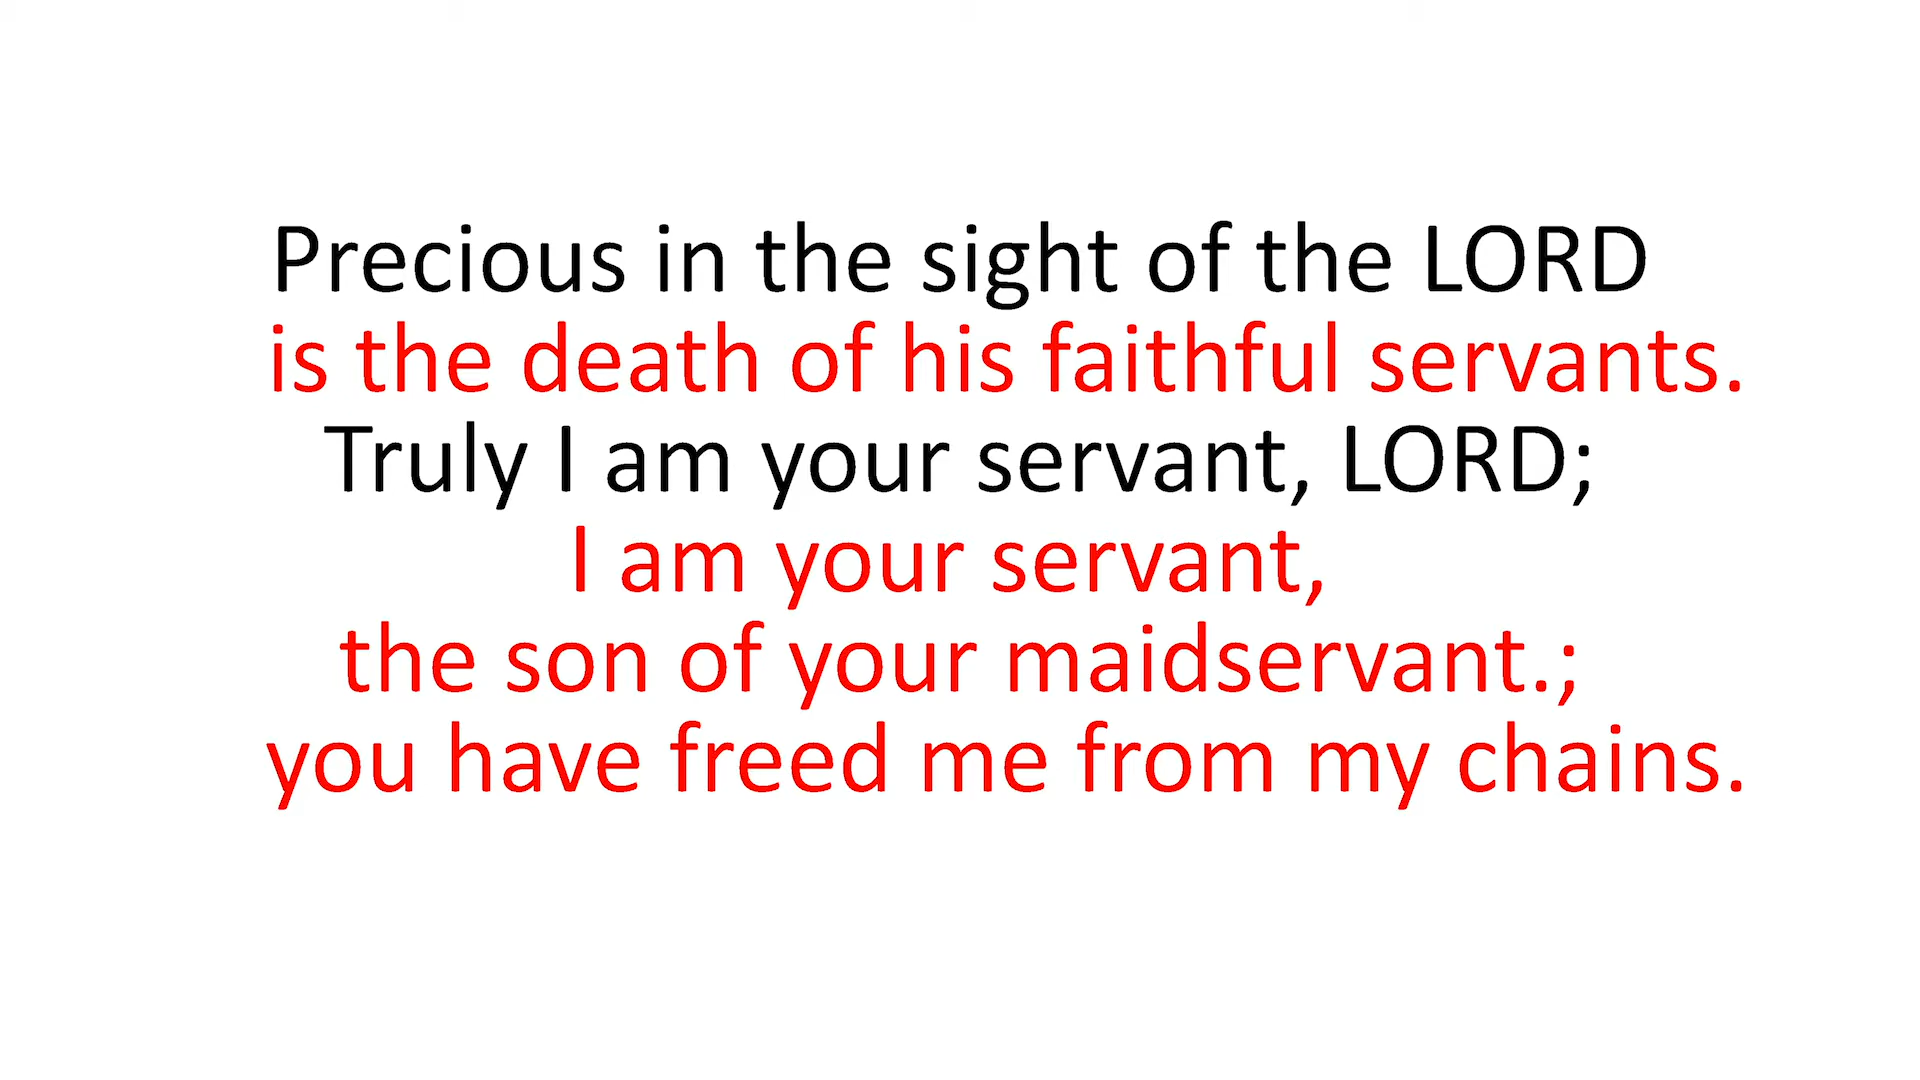 Precious in the sight of the LORD
is the death of his faithful servants.
Truly I am your servant, LORD;
I am your servant,
the son of your maidservant.;
you have freed me from my chains.